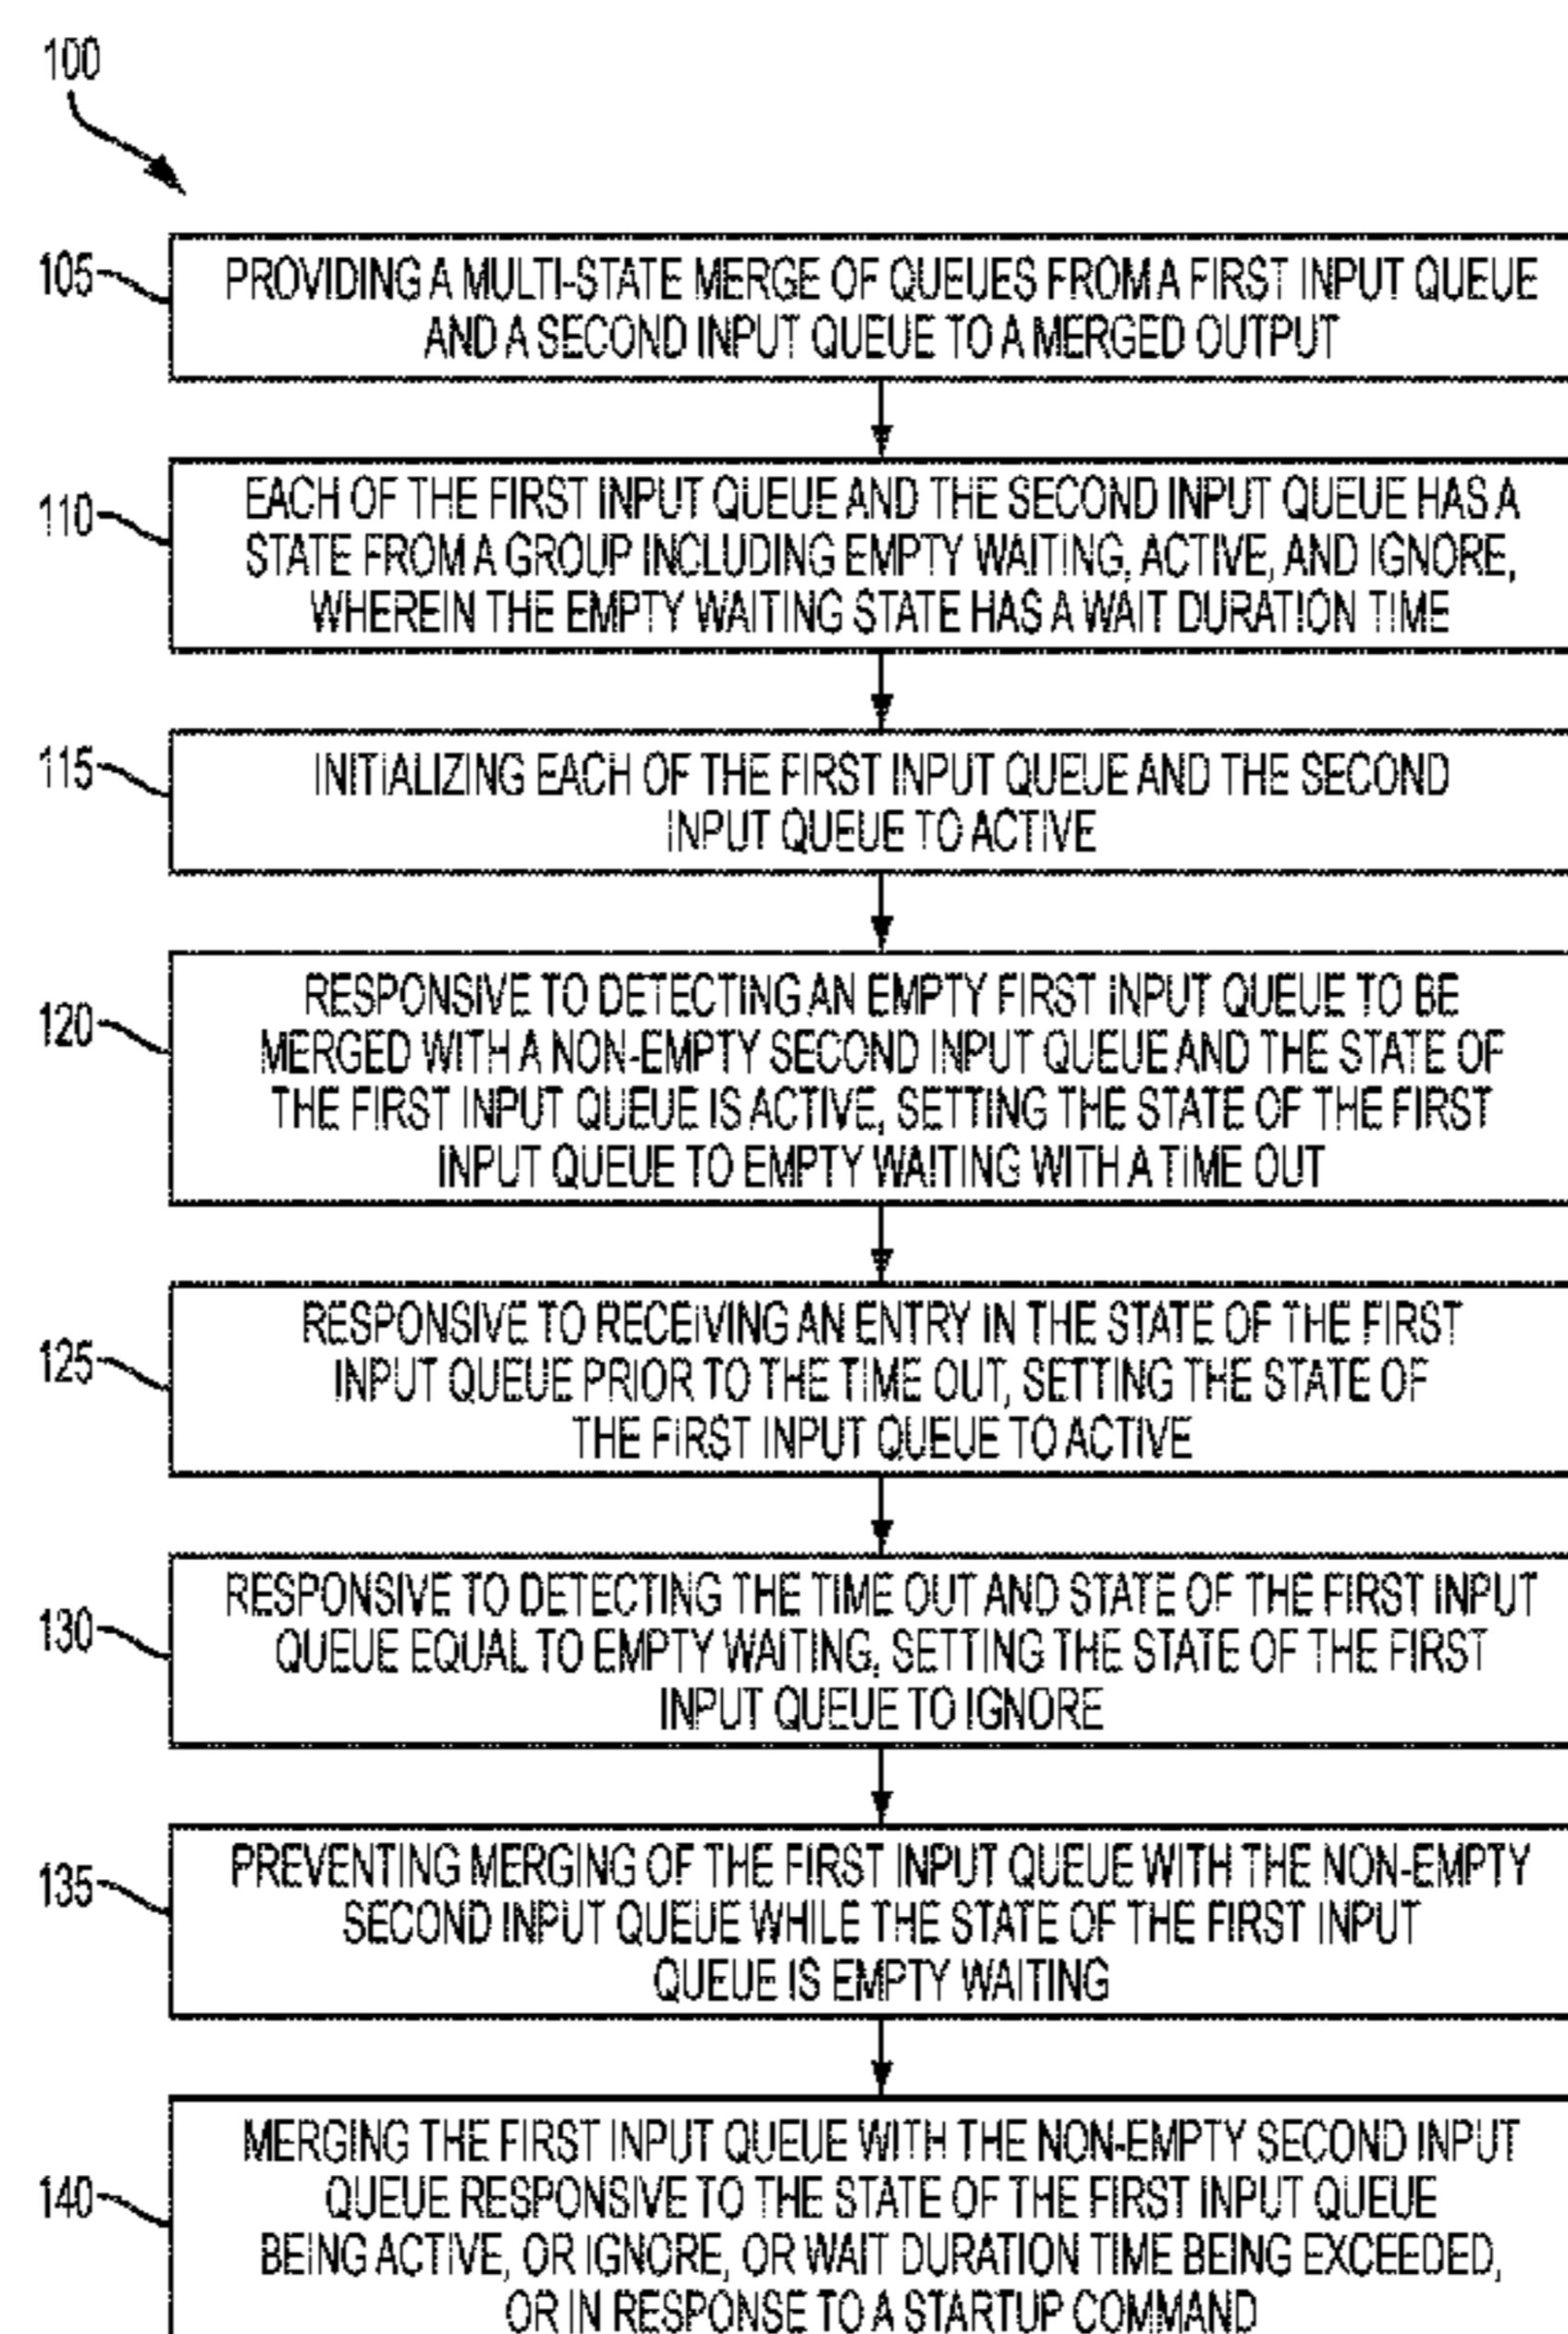 100
105
PROVIDING A MULTI-STATE MERGE OF QUEUES FROM A FIRST INPUT QUEUE
AND A SECOND INPUT QUEUE TO A MERGED OUTPUT
110
EACH OF THE FIRST INPUT QUEUE AND THE SECOND INPUT QUEUE HAS A
STATE FROM A GROUP INCLUDING EMPTY WAITING, ACTIVE, AND IGNORE,
WHEREIN THE EMPTY WAITING STATE HAS A WAIT DURATION TIME
115
INITIALIZING EACH OF THE FIRST INPUT QUEUE AND THE SECOND
INPUT QUEUE TO ACTIVE
120
RESPONSIVE TO DETECTING AN EMPTY FIRST INPUT QUEUE TO BE
MERGED WITH A NON-EMPTY SECOND INPUT QUEUE AND THE STATE OF
THE FIRST INPUT QUEUE IS ACTIVE, SETTING THE STATE OF THE FIRST
INPUT QUEUE TO EMPTY WAITING WITH A TIME OUT
125
RESPONSIVE TO RECEIVING AN ENTRY IN THE STATE OF THE FIRST
INPUT QUEUE PRIOR TO THE TIME OUT, SETTING THE STATE OF
THE FIRST INPUT QUEUE TO ACTIVE
130
RESPONSIVE TO DETECTING THE TIME OUT AND STATE OF THE FIRST INPUT
QUEUE EQUAL TO EMPTY WAITING, SETTING THE STATE OF THE FIRST
INPUT QUEUE TO IGNORE
135
PREVENTING MERGING OF THE FIRST INPUT QUEUE WITH THE NON-EMPTY
SECOND INPUT QUEUE WHILE THE STATE OF THE FIRST INPUT
QUEUE IS EMPTY WAITING
140
MERGING THE FIRST INPUT QUEUE WITH THE NON-EMPTY SECOND INPUT
QUEUE RESPONSIVE TO THE STATE OF THE FIRST INPUT QUEUE
BEING ACTIVE, OR IGNORE, OR WAIT DURATION TIME BEING EXCEEDED,
OR IN RESPONSE TO A STARTUP COMMAND